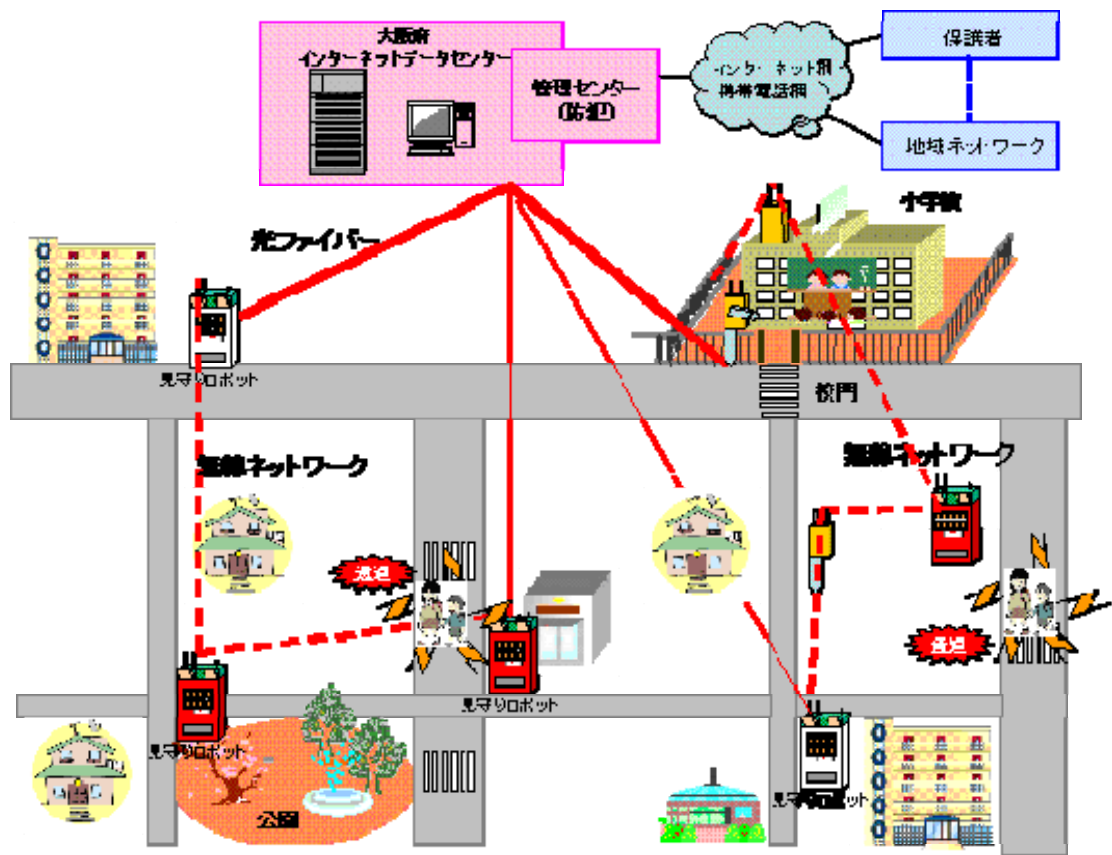 大阪府
インターネットデータセンター
管理センター
(防犯)
インターネット網
携帯電話網
保護者
地域ネットワーク
光ファイバー
小学校
見守りロボット
校門
無線ネットワーク
無線ネットワーク
通過
通過
見守りロボット
見守りロボット
見守りロボット
公園